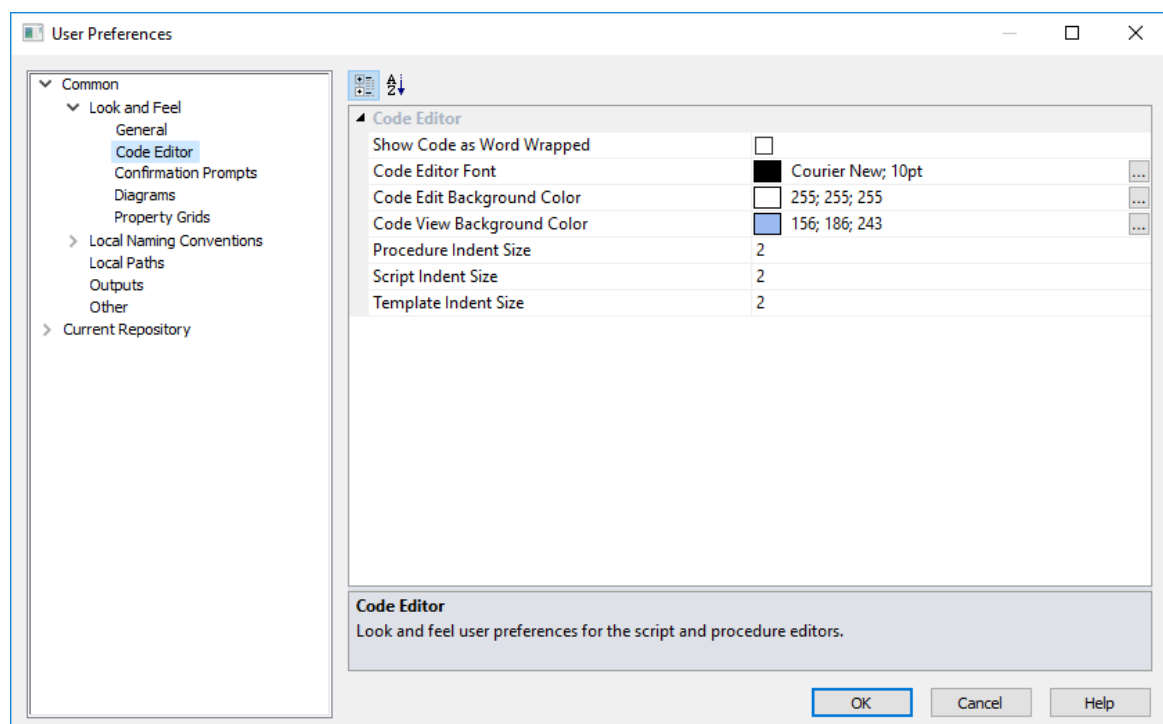 User Preferences
Common
Look and Feel
General
Code Editor
Confirmation Prompts
Diagrams
Property Grids
Local Naming Conventions
Local Paths
Outputs
Other
Current Repository
Code Editor
Show Code as Word Wrapped
Code Editor Font Courier New; 10pt ...
Code Edit Background Color 255; 255; 255 ...
Code View Background Color 156; 186; 243 ...
Procedure Indent Size 2
Script Indent Size 2
Template Indent Size 2
Code Editor
Look and feel user preferences for the script and procedure editors.
OK Cancel Help